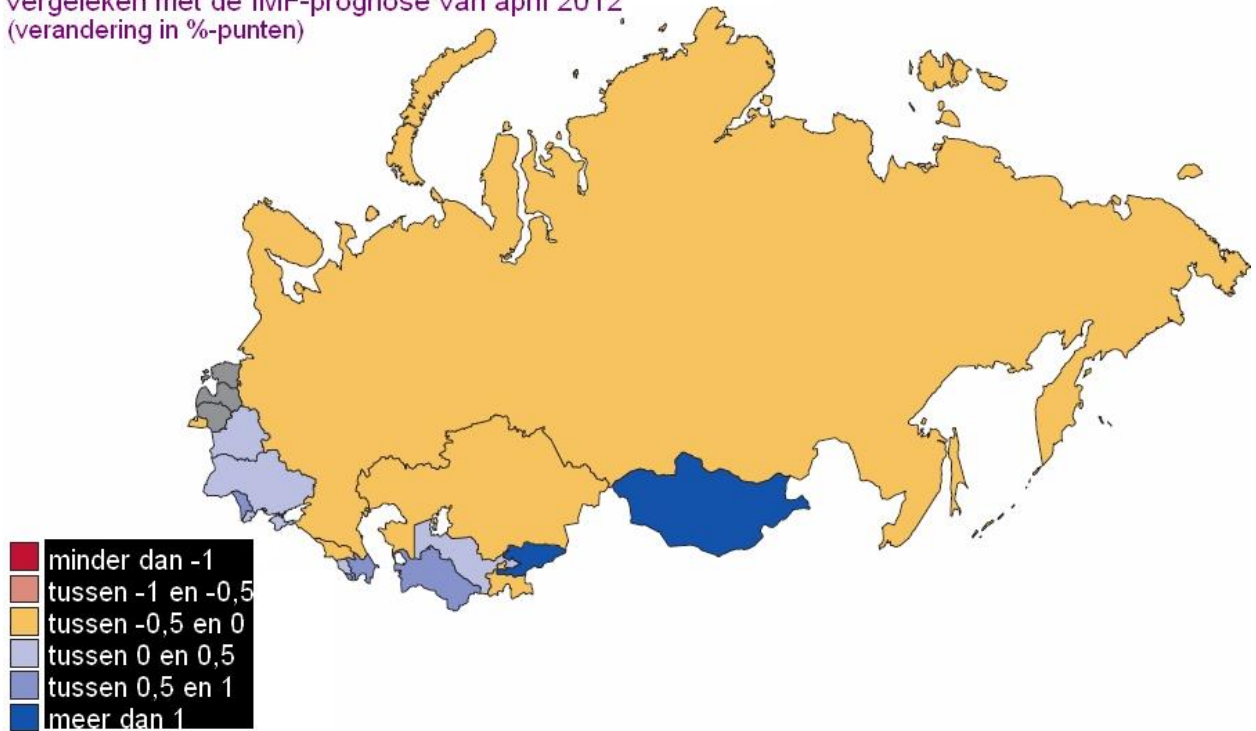 vergeleken met de IMF-prognose van april 2012
(verandering in %-punten)
minder dan -1
tussen -1 en -0,5
tussen -0,5 en 0
tussen 0 en 0,5
tussen 0,5 en 1
meer dan 1